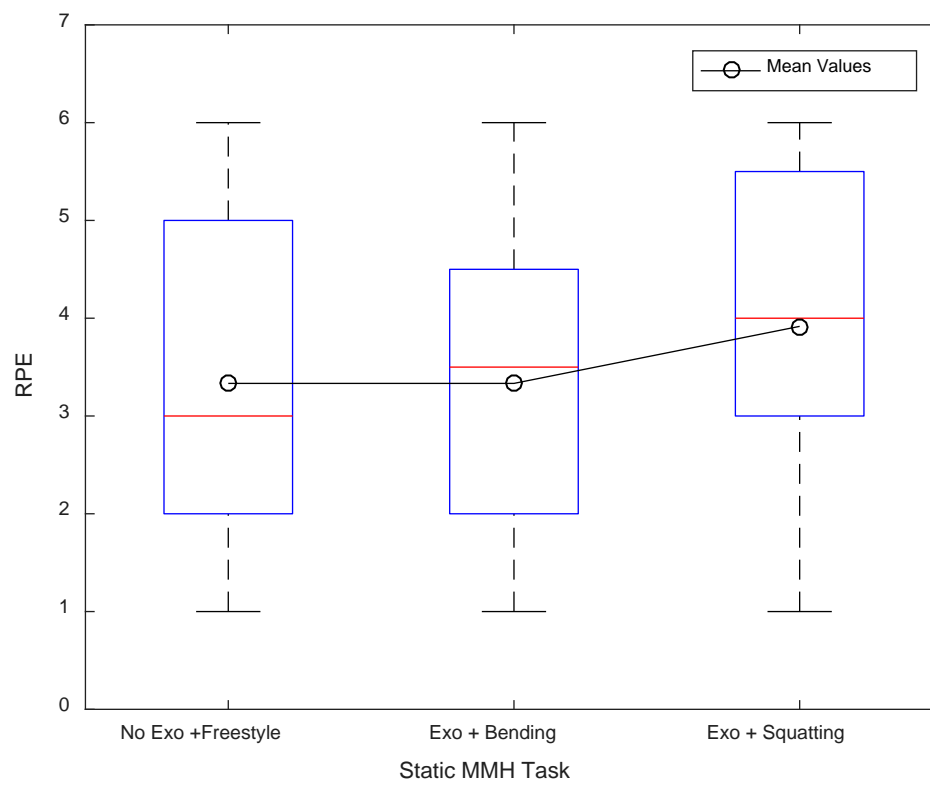 7
Mean Values
6
5
4
3
2
1
0
RPE
No Exo +Freestyle
Exo + Bending
Exo + Squatting
Static MMH Task